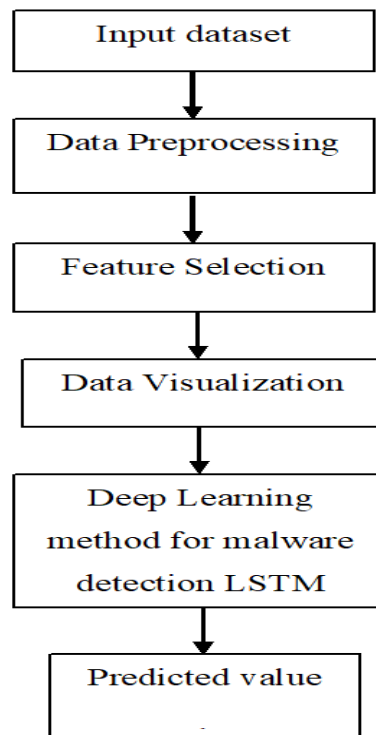 Input dataset
Data Preprocessing
Feature Selection
Data Visualization
Deep Learning
method for malware
detection LSTM
Predicted value